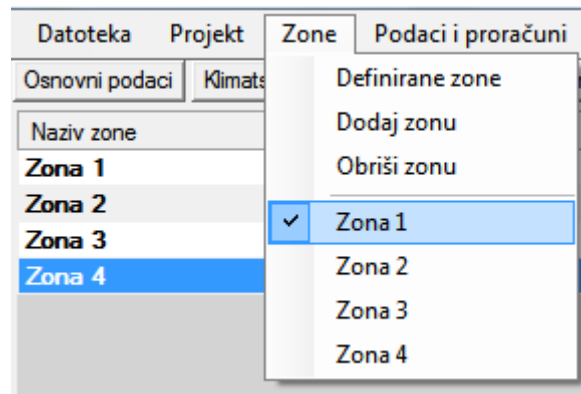 Datoteka Projekt Zone Podaci i proračuni
Osnovni podaci
Naziv zone
Zona 1
Zona 2
Zona 3
Zona 4
Definirane zone
Dodaj zonu
Obriši zonu
Zona 1
Zona 2
Zona 3
Zona 4